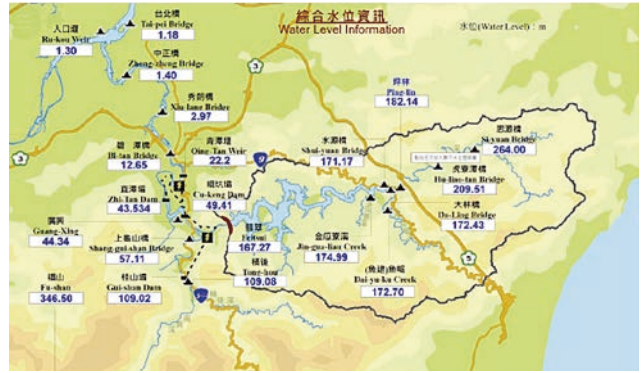 綜合水位資訊
Water Level Information
水位(Water Level)：m
台北橋
Tai-pei Bridge
1.18
入口堰
Ru-kou Weir
1.30
中正橋
Zhong-zheng Bridge
1.40
秀朗橋
Xiu-lang Bridge
2.97
坪林
Ping-lin
182.14
碧潭橋
Bi-tan Bridge
12.65
青潭堰
Qing-Tan Weir
22.2
水源橋
Shui-yuan Bridge
171.17
思源橋
Si-yuan Bridge
264.00
虎寮潭橋
Hu-liao-tan Bridge
209.51
直潭壩
Zhi-Tan Dam
43.534
粗坑壩
Cu-keng Dam
49.41
大林橋
Da-Ling Bridge
172.43
廣興
Guang-Xing
44.34
上龜山橋
Shang-gui-shan Bridge
57.11
翡翠
Feitsui
167.27
金瓜寮溪
Jin-gua-liau Creek
174.99
福山
Fu-shan
346.50
桂山壩
Gui-shan Dam
109.02
桶後
Tong-hou
109.08
(魚逮)魚堀
Dai-yu-ku Creek
172.70
3
3
9
5